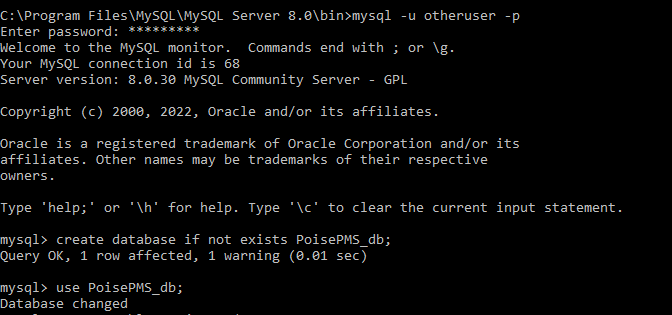 C:\Program Files\MySQL\MySQL Server 8.0\bin>mysql -u otheruser -p
Enter password: *********
Welcome to the MySQL monitor.  Commands end with ; or \g.
Your MySQL connection id is 68
Server version: 8.0.30 MySQL Community Server - GPL
Copyright (c) 2000, 2022, Oracle and/or its affiliates.
Oracle is a registered trademark of Oracle Corporation and/or its
affiliates. Other names may be trademarks of their respective
owners.
Type 'help;' or '\h' for help. Type '\c' to clear the current input statement.
mysql> create database if not exists PoisePMS_db;
Query OK, 1 row affected, 1 warning (0.01 sec)
mysql> use PoisePMS_db;
Database changed